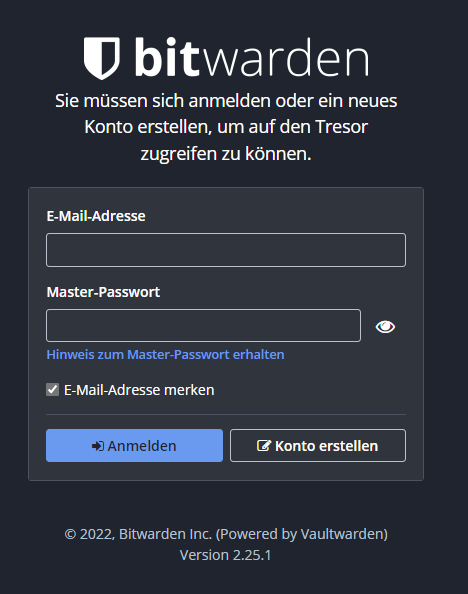 bitwarden
Sie müssen sich anmelden oder ein neues
Konto erstellen, um auf den Tresor
zugreifen zu können.
E-Mail-Adresse
Master-Passwort
Hinweis zum Master-Passwort erhalten
E-Mail-Adresse merken
Anmelden
Konto erstellen
© 2022, Bitwarden Inc. (Powered by Vaultwarden)
Version 2.25.1